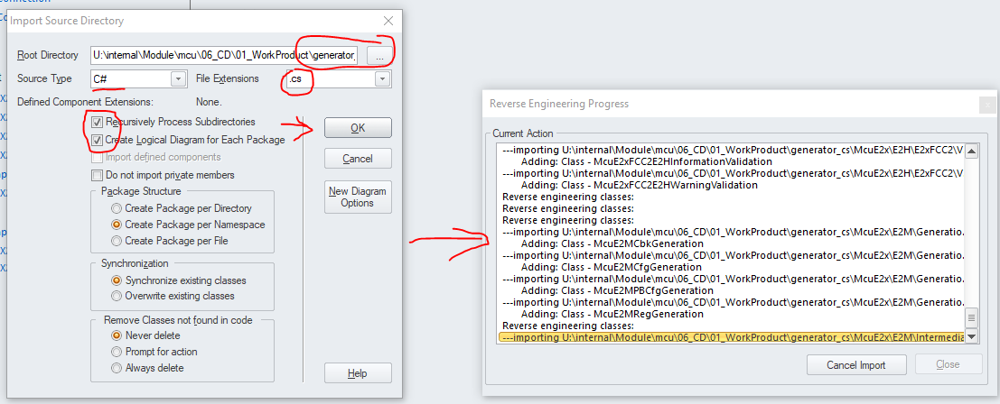 Import Source Directory
Root Directory U:\internal\Module\mcu\06_CD\01_WorkProduct\generator_ ...
Source Type C# File Extensions .cs
Defined Component Extensions: None.
Recursively Process Subdirectories
OK
Create Logical Diagram for Each Package
Import defined components
Cancel
Do not import private members
Package Structure
New Diagram
Options
Create Package per Directory
Create Package per Namespace
Create Package per File
Synchronization
Synchronize existing classes
Overwrite existing classes
Remove Classes not found in code
Never delete
Prompt for action
Always delete
Help
Reverse Engineering Progress
Current Action
---importing U:\internal\Module\mcu\06_CD\01_WorkProduct\generator_cs\McuE2x\E2H\E2xFCC2\V
Adding: Class - McuE2xFCC2E2HInformationValidation
---importing U:\internal\Module\mcu\06_CD\01_WorkProduct\generator_cs\McuE2x\E2H\E2xFCC2\V
Adding: Class - McuE2xFCC2E2HWarningValidation
Reverse engineering classes:
Reverse engineering classes:
Reverse engineering classes:
---importing U:\internal\Module\mcu\06_CD\01_WorkProduct\generator_cs\McuE2x\E2M\Generatio.
Adding: Class - McuE2MCbkGeneration
---importing U:\internal\Module\mcu\06_CD\01_WorkProduct\generator_cs\McuE2x\E2M\Generatio.
Adding: Class - McuE2MCfgGeneration
---importing U:\internal\Module\mcu\06_CD\01_WorkProduct\generator_cs\McuE2x\E2M\Generatio.
Adding: Class - McuE2MPBCfgGeneration
---importing U:\internal\Module\mcu\06_CD\01_WorkProduct\generator_cs\McuE2x\E2M\Generatio.
Adding: Class - McuE2MRegGeneration
Reverse engineering classes:
---importing U:\internal\Module\mcu\06_CD\01_WorkProduct\generator_cs\McuE2x\E2M\Intermedia
Cancel Import
Close